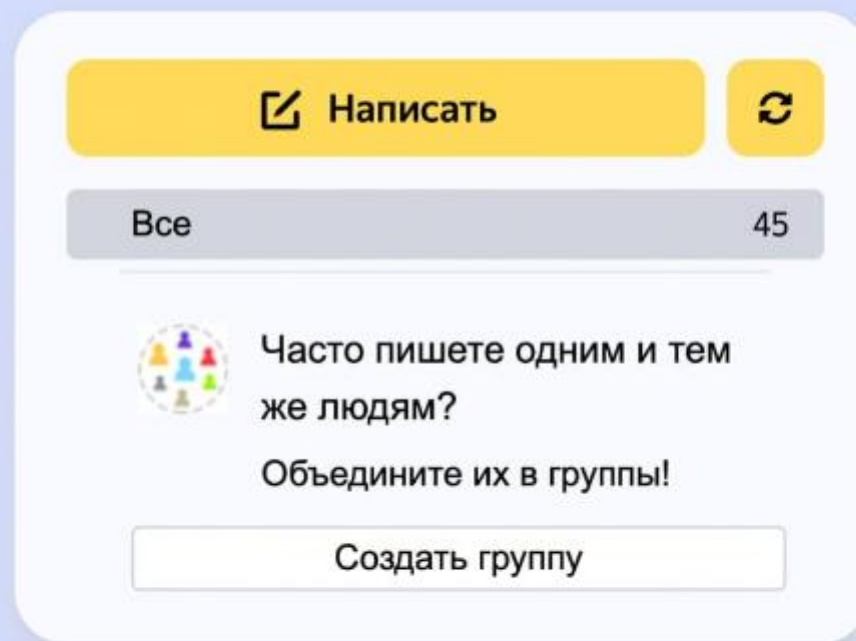 Написать
Все 45
Часто пишете одним и тем
же людям?
Объедините их в группы!
Создать группу